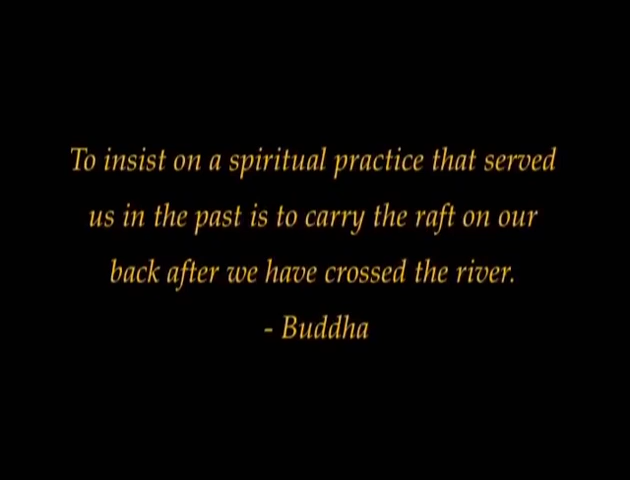 To insist on a spiritual practice that served
us in the past is to carry the raft on our
back after we have crossed the river.
- Buddha